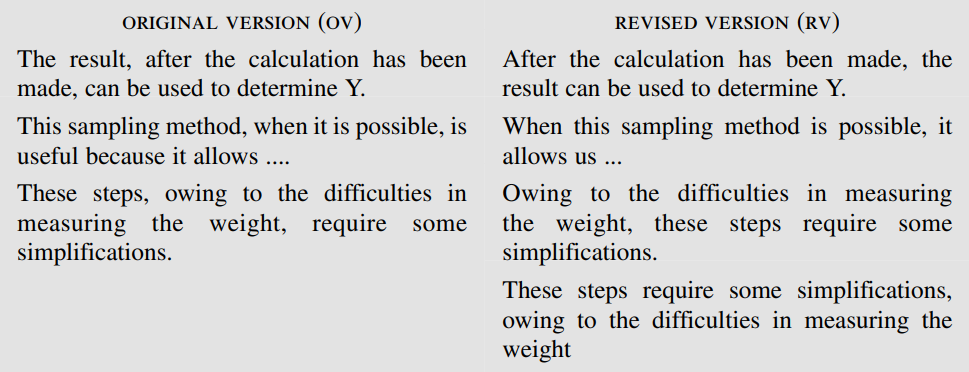 ORIGINAL VERSION (OV)
The result, after the calculation has been
made, can be used to determine Y.
This sampling method, when it is possible, is
useful because it allows ....
These steps, owing to the difficulties in
measuring the weight, require some
simplifications.
REVISED VERSION (RV)
After the calculation has been made, the
result can be used to determine Y.
When this sampling method is possible, it
allows us ...
Owing to the difficulties in measuring
the weight, these steps require some
simplifications.
These steps require some simplifications,
owing to the difficulties in measuring the
weight